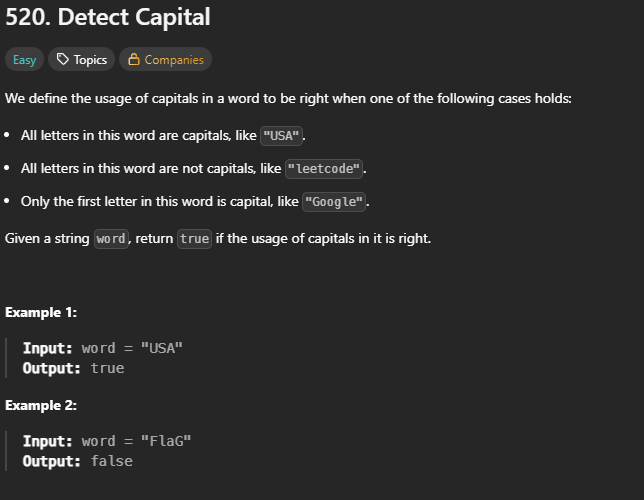 520. Detect Capital
Easy Topics Companies
We define the usage of capitals in a word to be right when one of the following cases holds:
• All letters in this word are capitals, like "USA".
• All letters in this word are not capitals, like "leetcode".
• Only the first letter in this word is capital, like "Google".
Given a string word, return true if the usage of capitals in it is right.
Example 1:
Input: word = "USA"
Output: true
Example 2:
Input: word = "FlaG"
Output: false